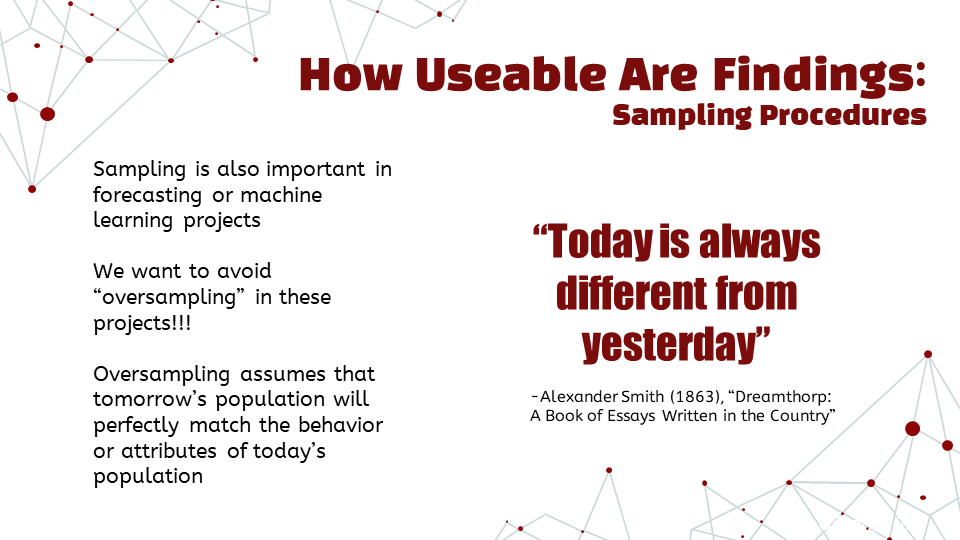 How Useable Are Findings:
Sampling Procedures
Sampling is also important in
forecasting or machine
learning projects
We want to avoid
“oversampling” in these
projects!!!
Oversampling assumes that
tomorrow’s population will
perfectly match the behavior
or attributes of today’s
population
“Today is always
different from
yesterday”
-Alexander Smith (1863), “Dreamthorp:
A Book of Essays Written in the Country”